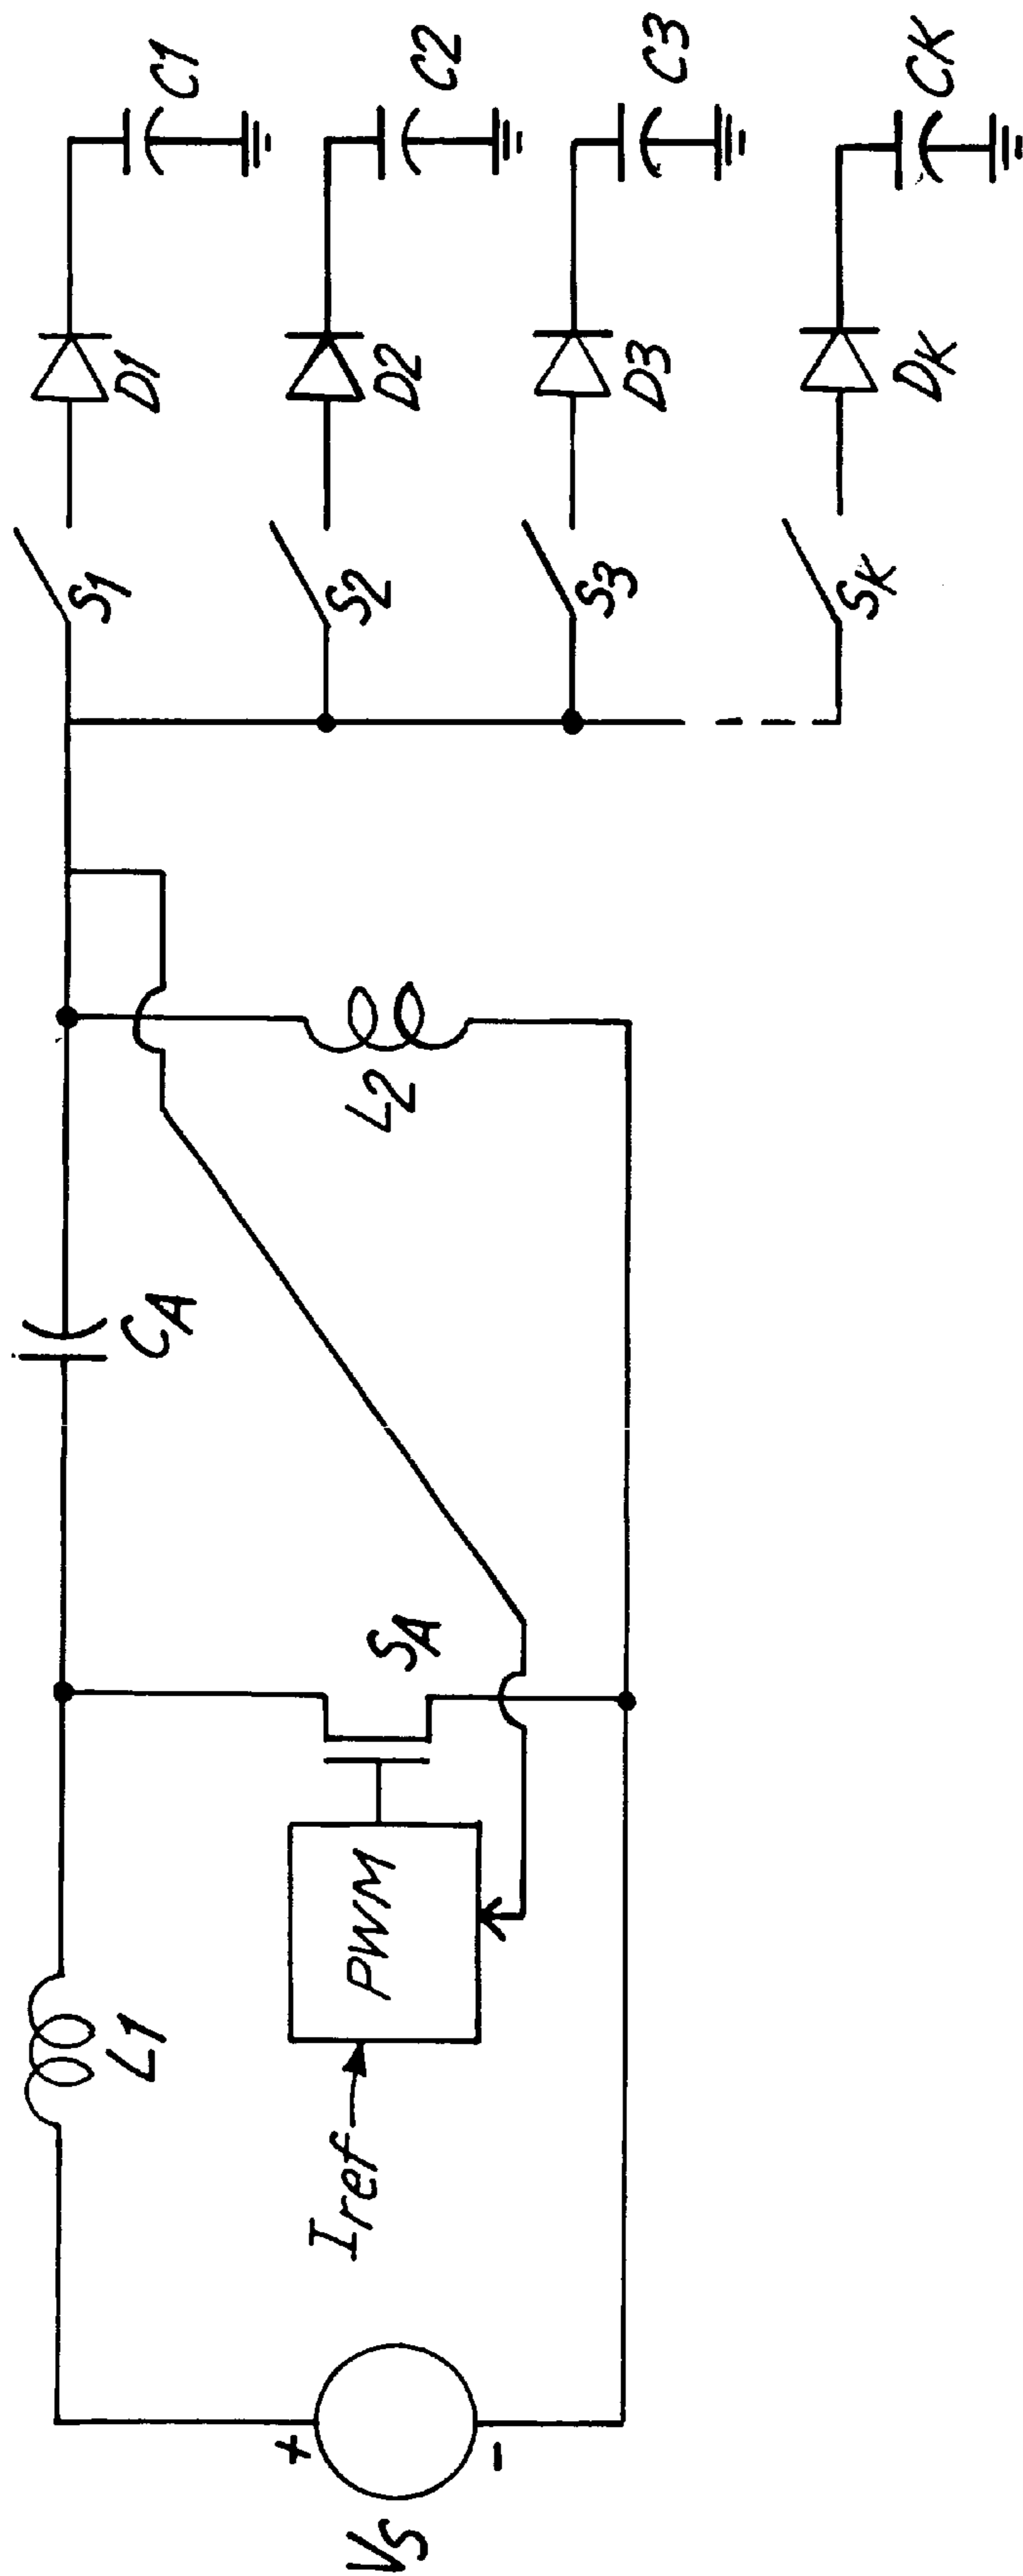 VS
+
-
L1
Iref
PWM
SA
CA
L2
S1
D1
C1
S2
D2
C2
S3
D3
C3
SK
DK
CK